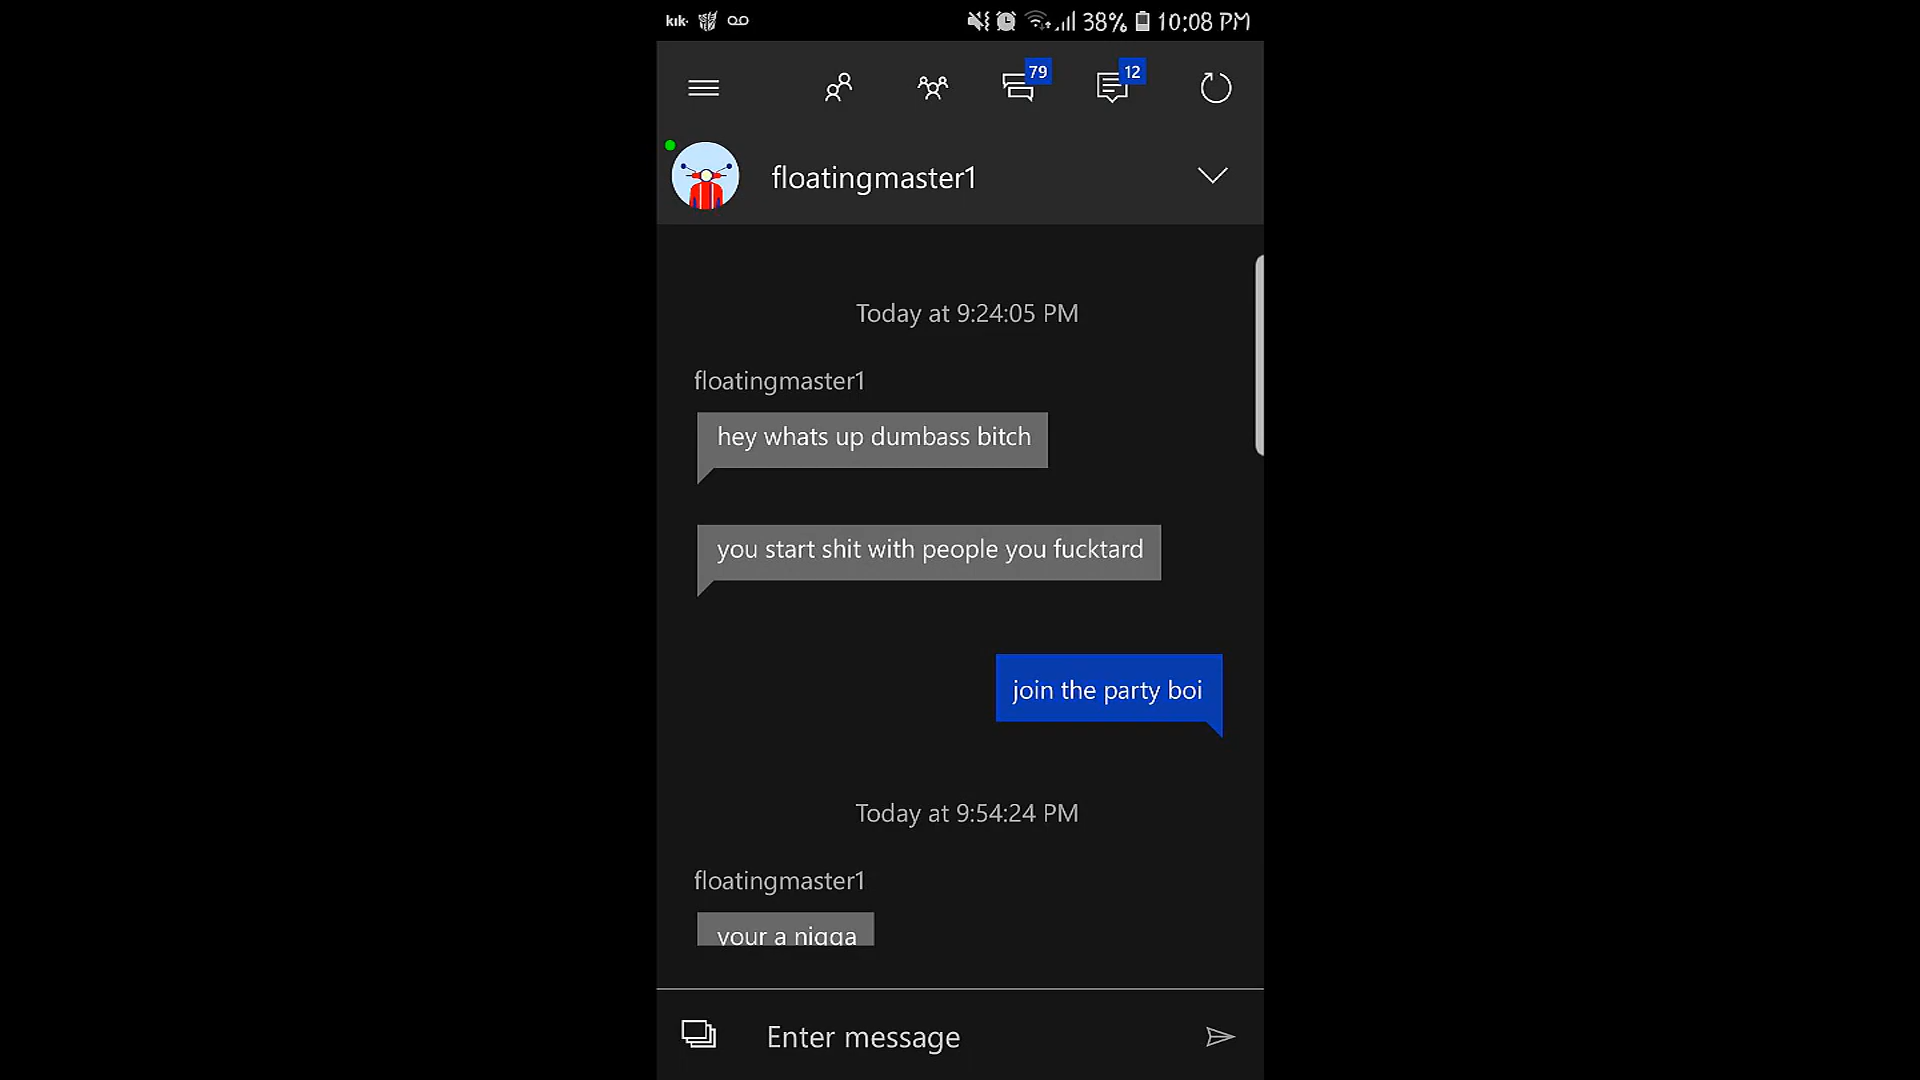 kik
38% 10:08 PM
79
12
floatingmaster1
Today at 9:24:05 PM
floatingmaster1
hey whats up dumbass bitch
you start shit with people you fucktard
join the party boi
Today at 9:54:24 PM
floatingmaster1
your a nigga
Enter message